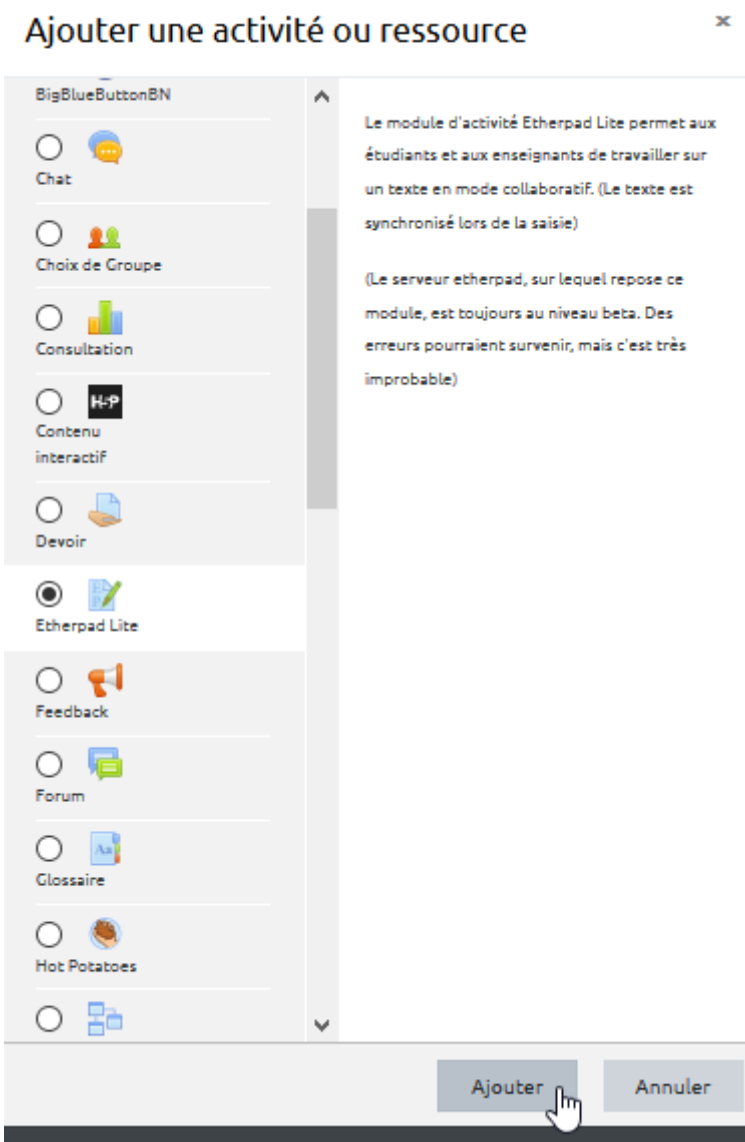 Ajouter une activité ou ressource
×
BigBlueButtonBN
Chat
Choix de Groupe
Consultation
H-P
Contenu
interactif
Devoir
Etherpad Lite
Feedback
Forum
Aa
Glossaire
Hot Potatoes
Le module d'activité Etherpad Lite permet aux
étudiants et aux enseignants de travailler sur
un texte en mode collaboratif. (Le texte est
synchronisé lors de la saisie)
(Le serveur etherpad, sur lequel repose ce
module, est toujours au niveau beta. Des
erreurs pourraient survenir, mais c'est très
improbable)
Ajouter
Annuler